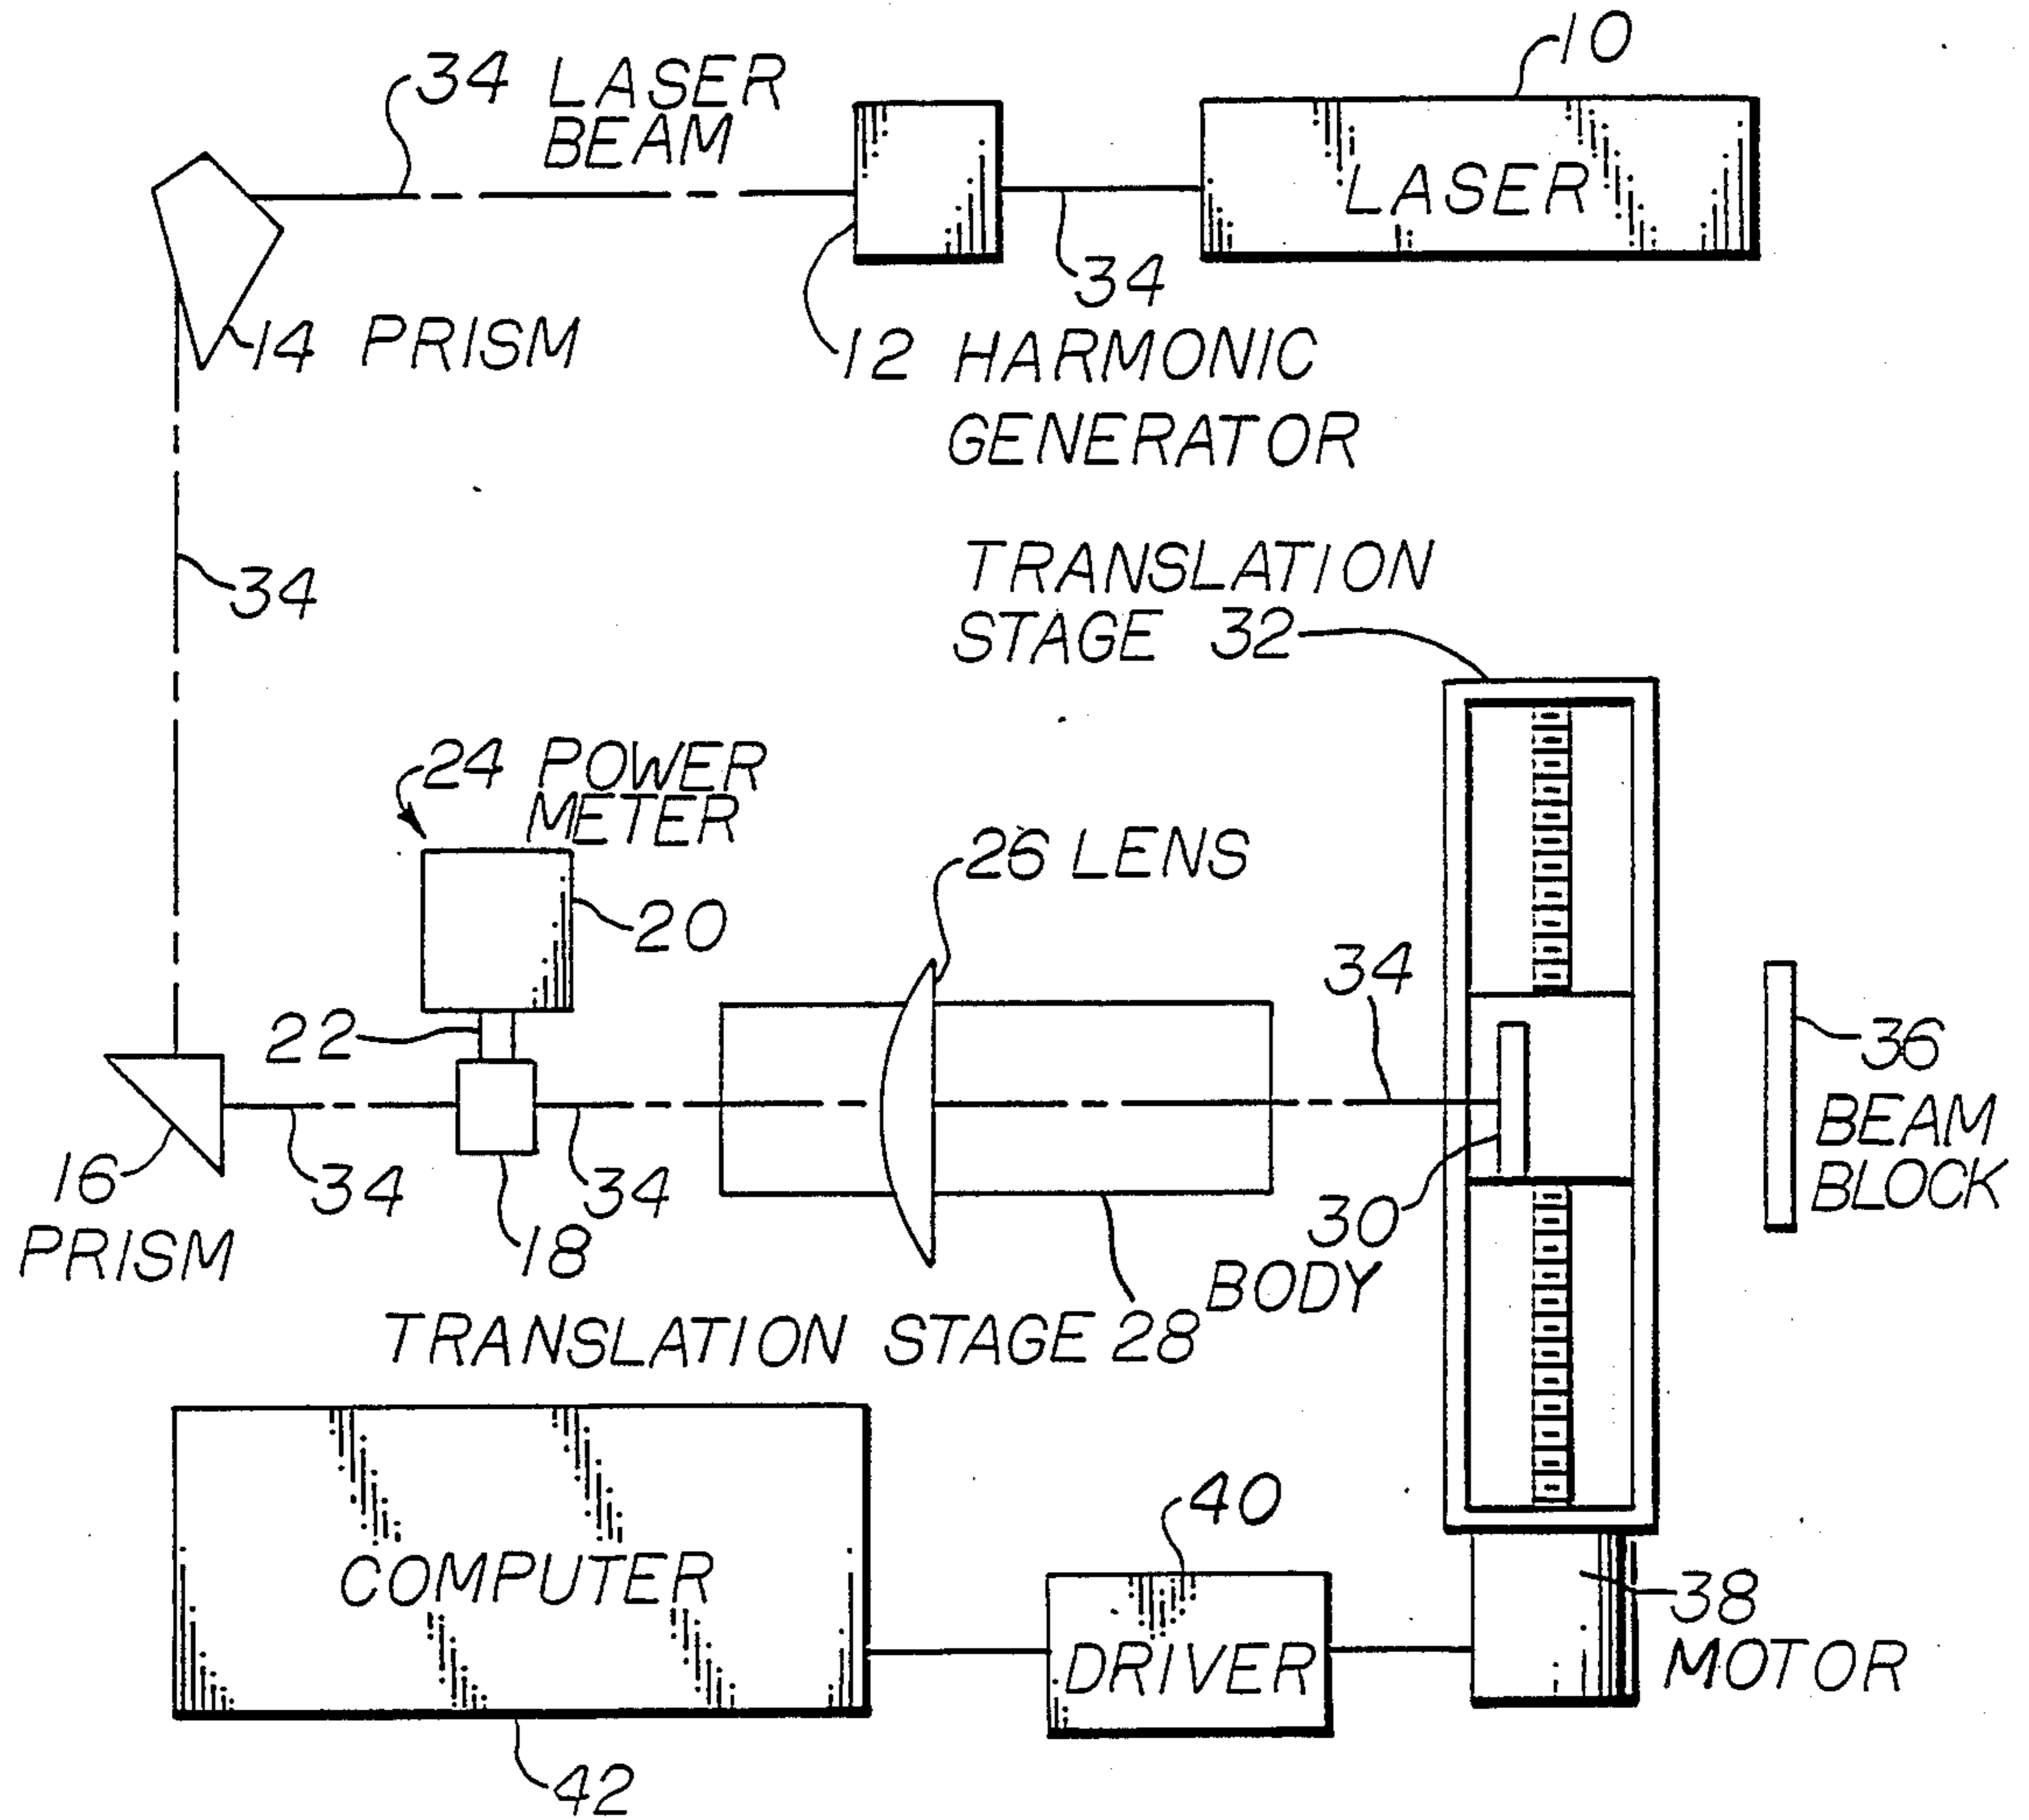 10
34 LASER
BEAM
LASER
34
14 PRISM
12 HARMONIC
GENERATOR
34
TRANSLATION
STAGE 32
24 POWER
METER
26 LENS
20
34
22
36
BEAM
BLOCK
16
PRISM
34
18
34
30
BODY
TRANSLATION STAGE 28
40
COMPUTER
38
MOTOR
DRIVER
42